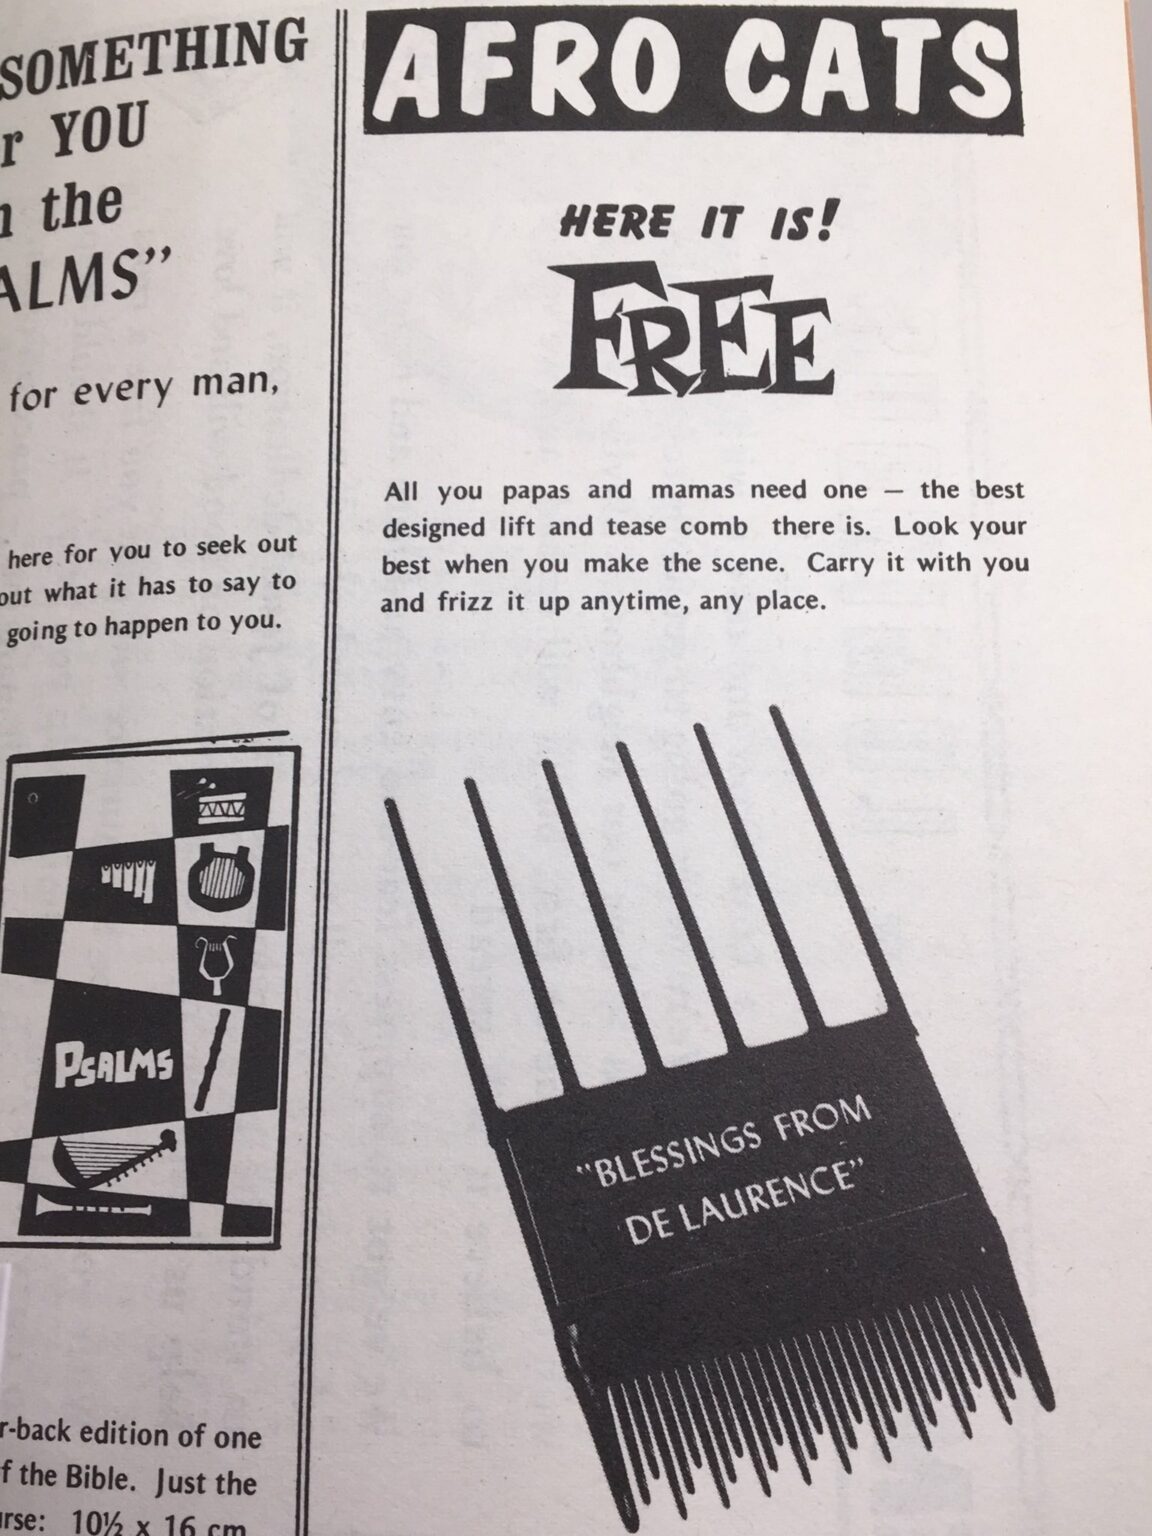 SOMETHING
r YOU
the
ALMS”
for every man,
here for you to seek out
out what it has to say to
going to happen to you.
PSALMS
r-back edition of one
f the Bible. Just the
urse: 10½ x 16 cm
AFRO CATS
HERE IT IS!
FREE
All you papas and mamas need one — the best
designed lift and tease comb there is. Look your
best when you make the scene. Carry it with you
and frizz it up anytime, any place.
“BLESSINGS FROM
DE LAURENCE”